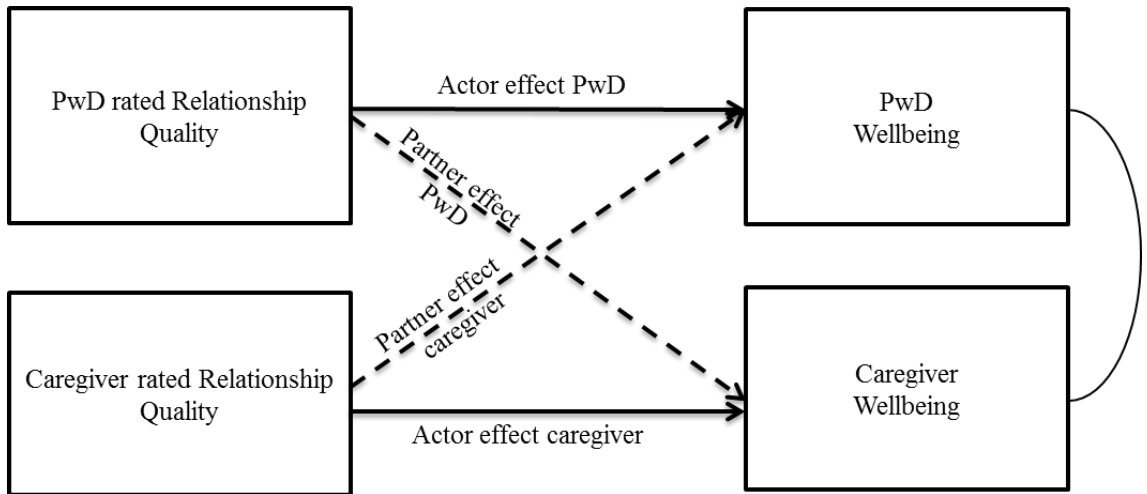 PwD rated Relationship
Quality
Actor effect PwD
PwD
Wellbeing
Partner effect
PwD
Partner effect
caregiver
Caregiver rated Relationship
Quality
Actor effect caregiver
Caregiver
Wellbeing